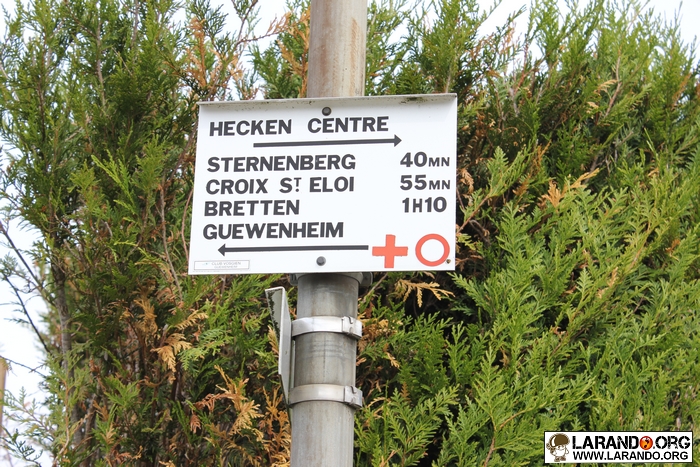 HECKEN CENTRE
STERNENBERG 40MN
CROIX ST ELOI 55MN
BRETTEN 1H10
GUEWENHEIM
LARANDO.ORG
WWW.LARANDO.ORG